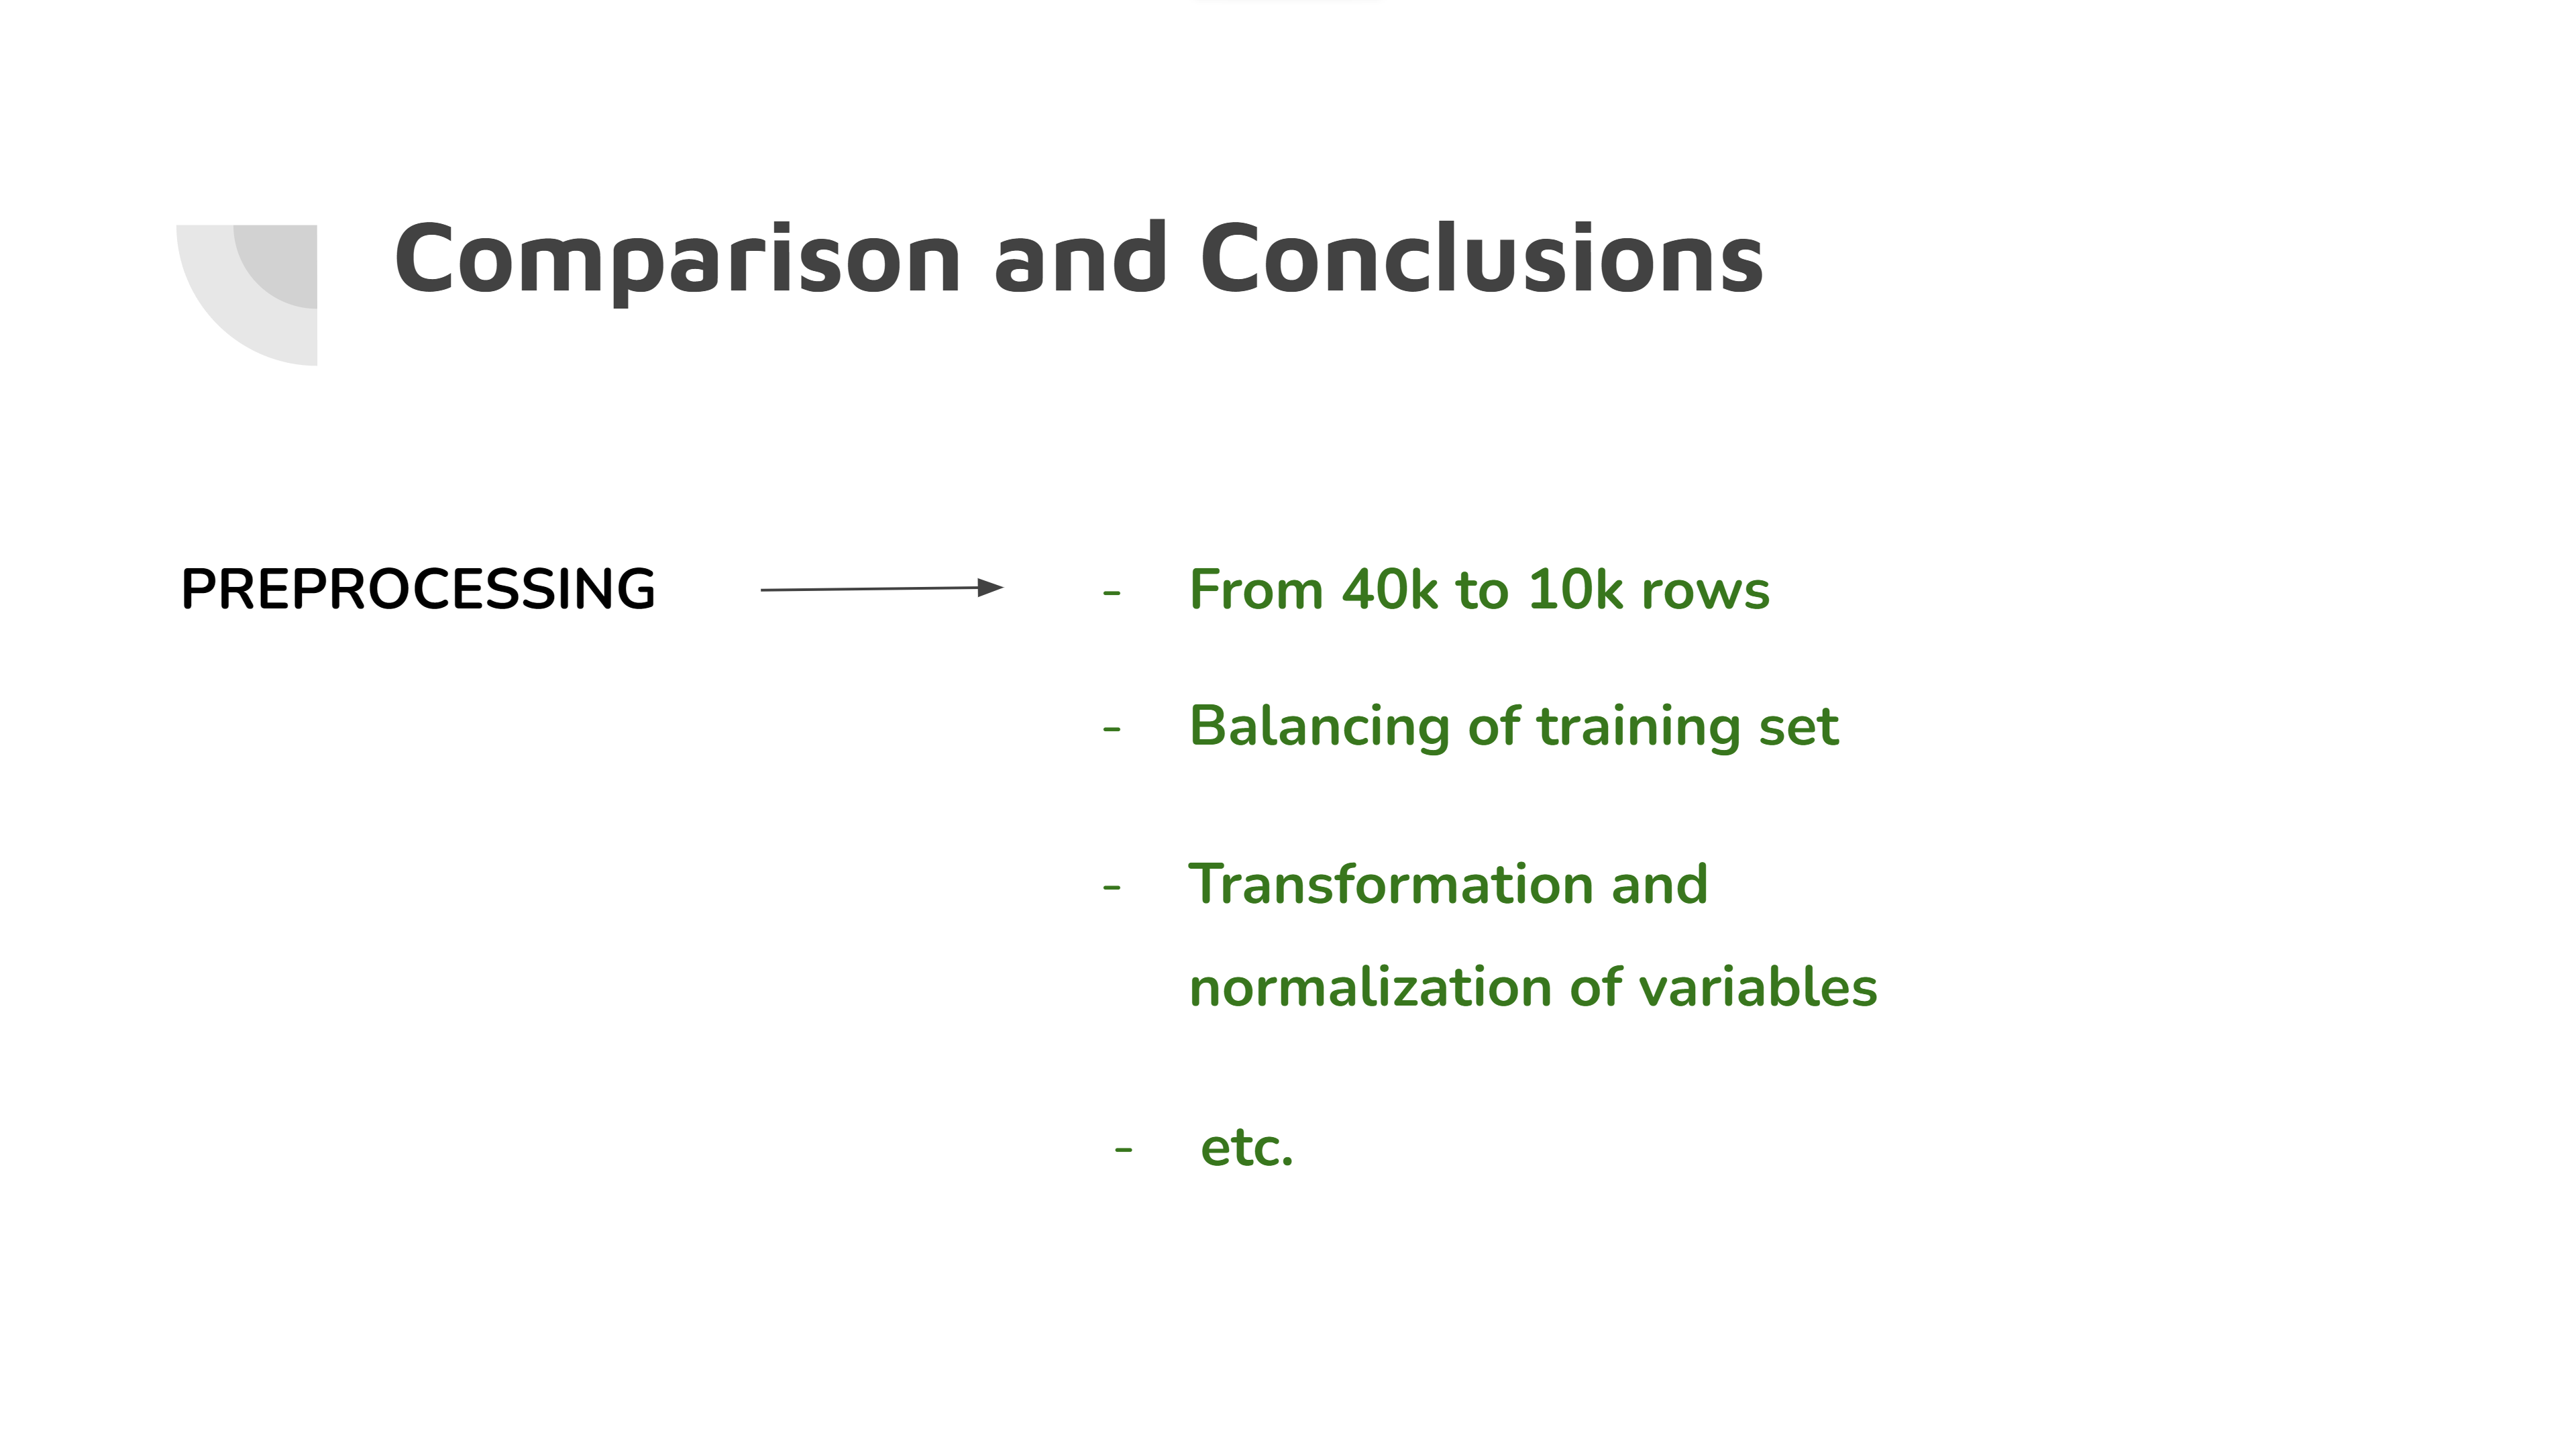 Comparison and Conclusions
PREPROCESSING
- From 40k to 10k rows
- Balancing of training set
- Transformation and
normalization of variables
- etc.